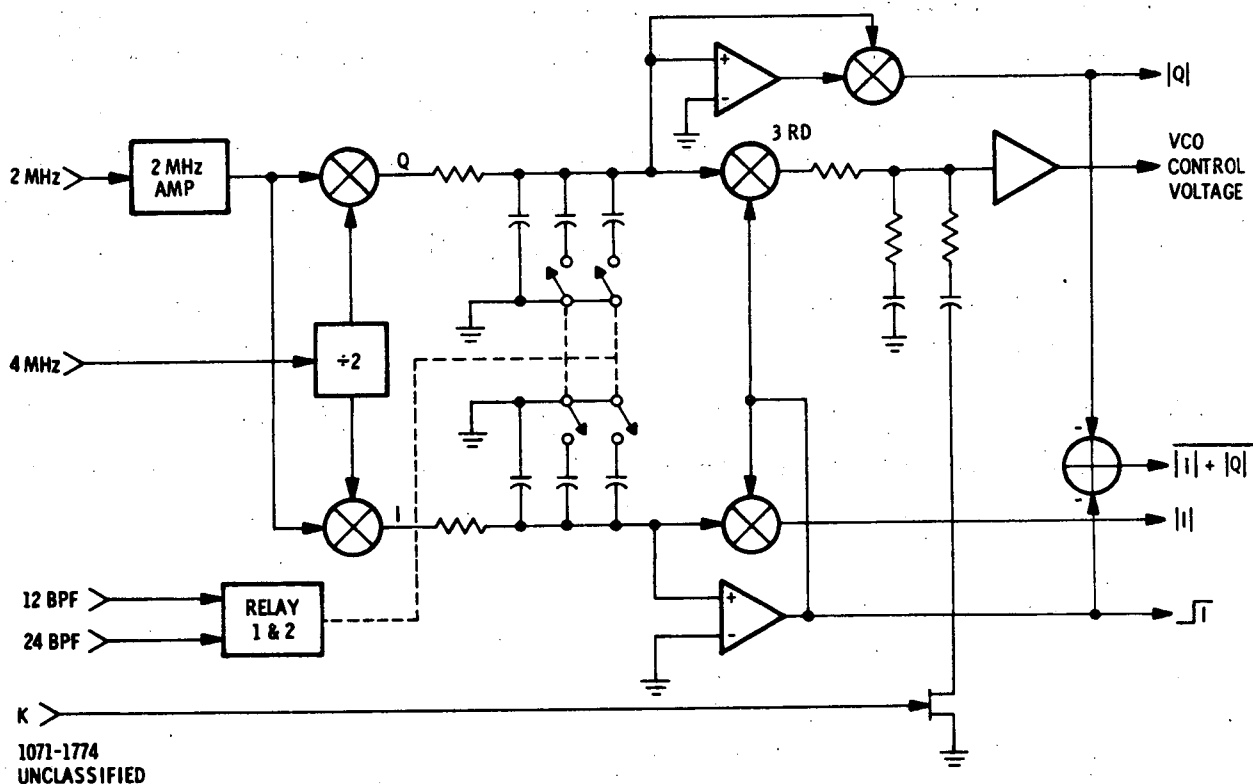 |Q|
3 RD
2 MHz
2 MHz
AMP
Q
VCO
CONTROL
VOLTAGE
+
-
4 MHz
÷2
-
|I| + |Q|
-
I
|I|
12 BPF
24 BPF
RELAY
1 & 2
+
-
I
K
1071-1774
UNCLASSIFIED